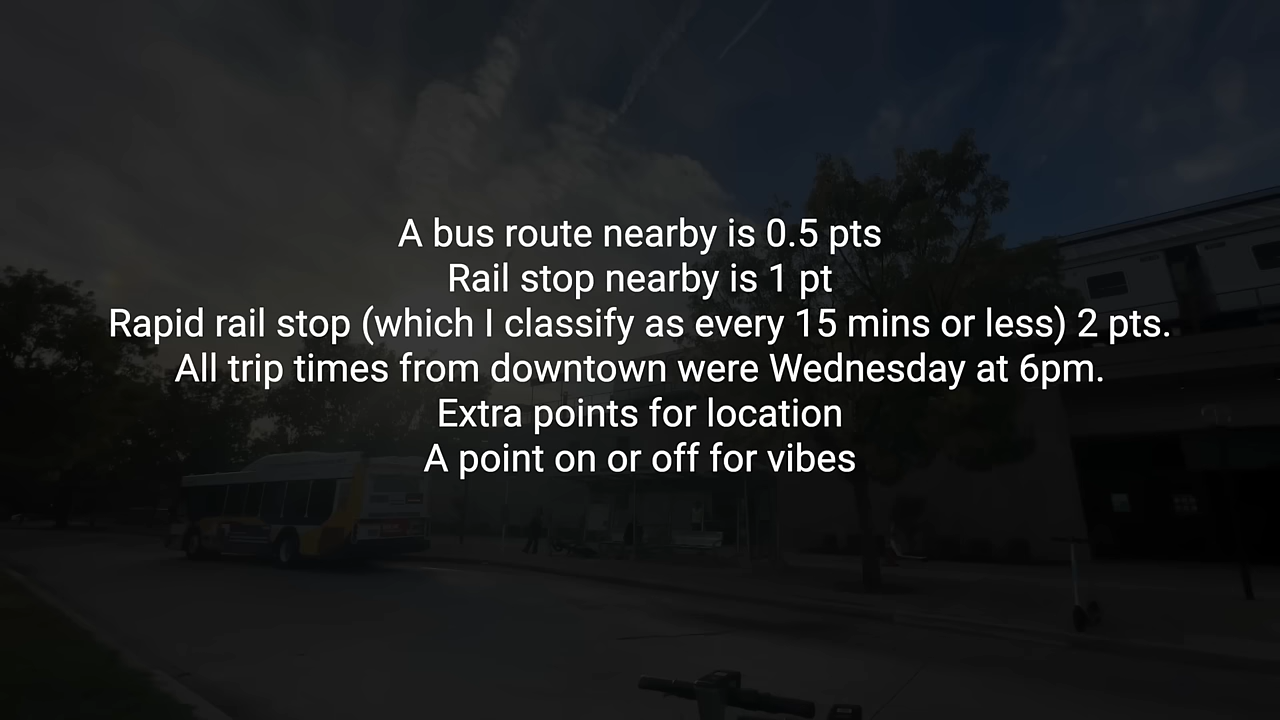 A bus route nearby is 0.5 pts
Rail stop nearby is 1 pt
Rapid rail stop (which I classify as every 15 mins or less) 2 pts.
All trip times from downtown were Wednesday at 6pm.
Extra points for location
A point on or off for vibes